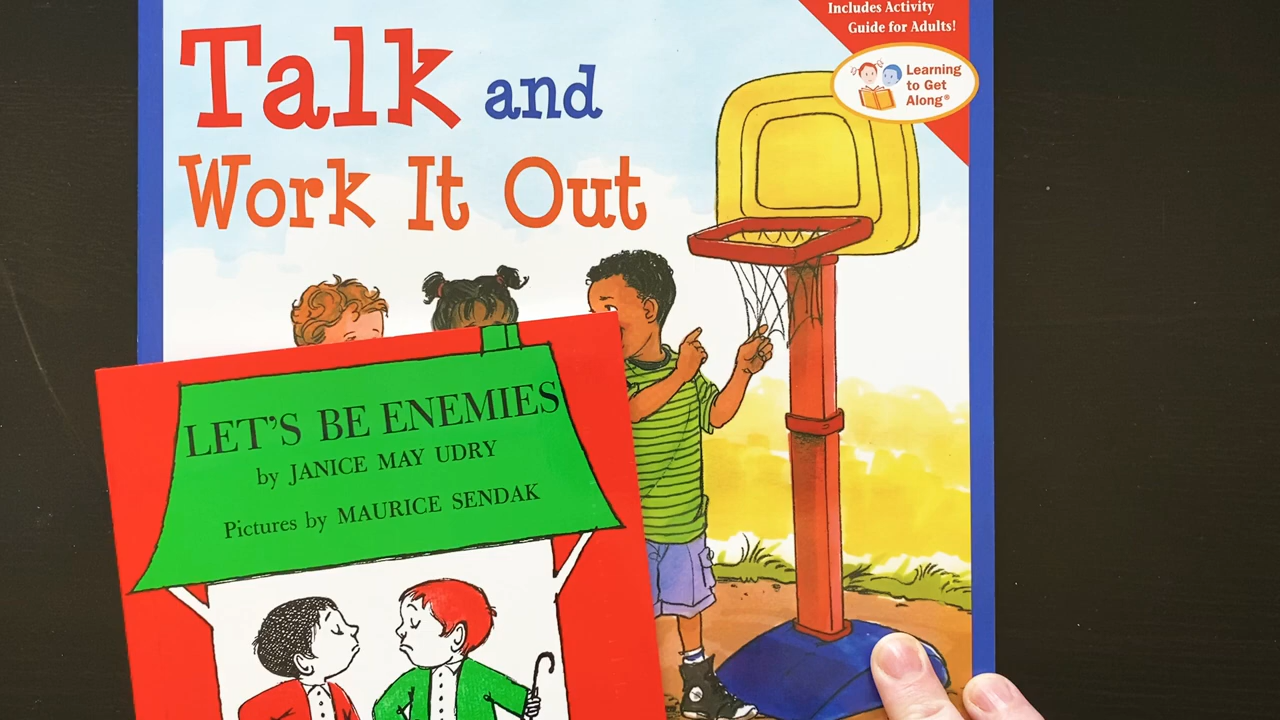 Includes Activity
Guide for Adults!
Learning
to Get
Along®
Talk and
Work It Out
LET'S BE ENEMIES
by JANICE MAY UDRY
Pictures by MAURICE SENDAK